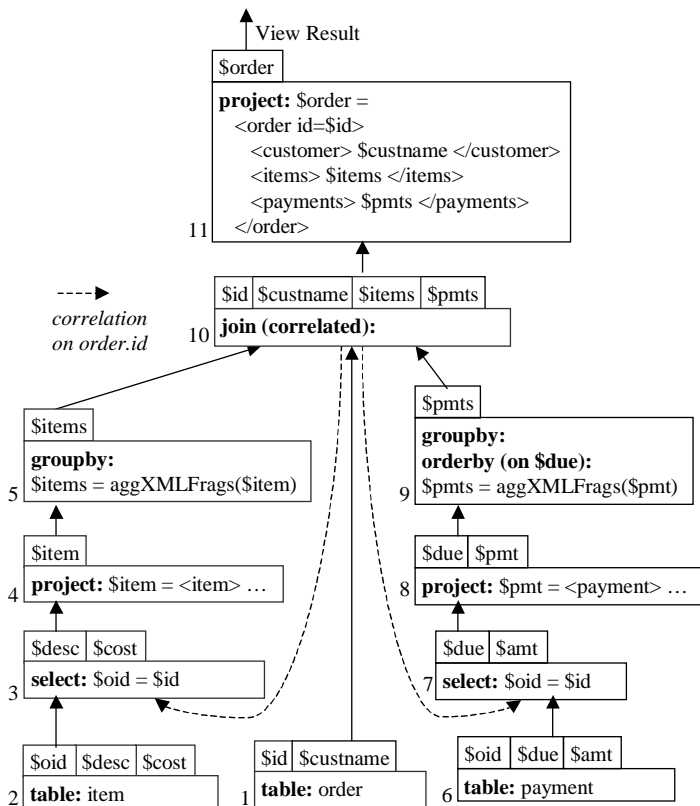 View Result
$order
project: $order =
<order id=$id>
<customer> $custname </customer>
<items> $items </items>
<payments> $pmts </payments>
</order>
11
$id $custname $items $pmts
join (correlated):
10
correlation
on order.id
$items
groupby:
$items = aggXMLFrags($item)
5
$pmts
groupby:
orderby (on $due):
$pmts = aggXMLFrags($pmt)
9
$item
project: $item = <item> …
4
$due $pmt
project: $pmt = <payment> …
8
$desc $cost
select: $oid = $id
3
$due $amt
select: $oid = $id
7
$oid $desc $cost
table: item
2
$id $custname
table: order
1
$oid $due $amt
table: payment
6